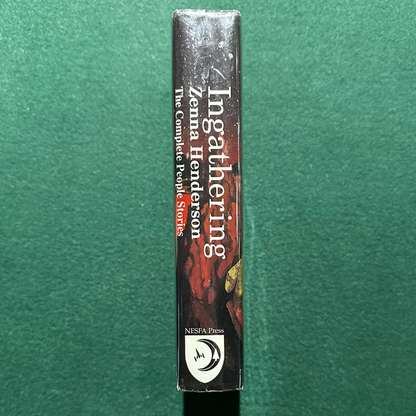 Ingathering
Zenna Henderson
The Complete People Stories
NESFA Press